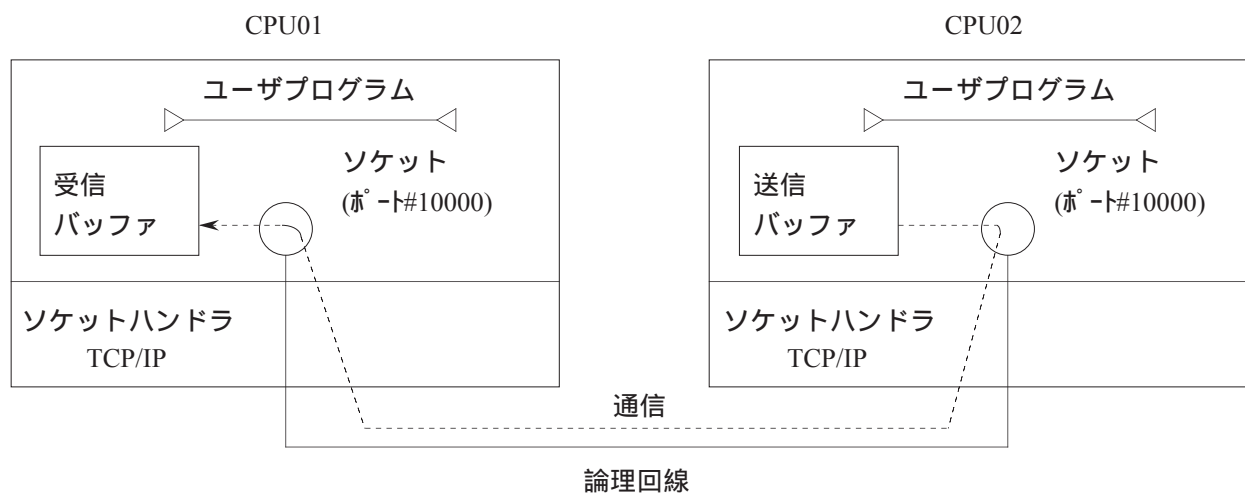 CPU01
CPU02
ユーザプログラム
ユーザプログラム
受信
バッファ
ソケット
(ﾎﾟｰﾄ#10000)
送信
バッファ
ソケット
(ﾎﾟｰﾄ#10000)
ソケットハンドラ
TCP/IP
ソケットハンドラ
TCP/IP
通信
論理回線